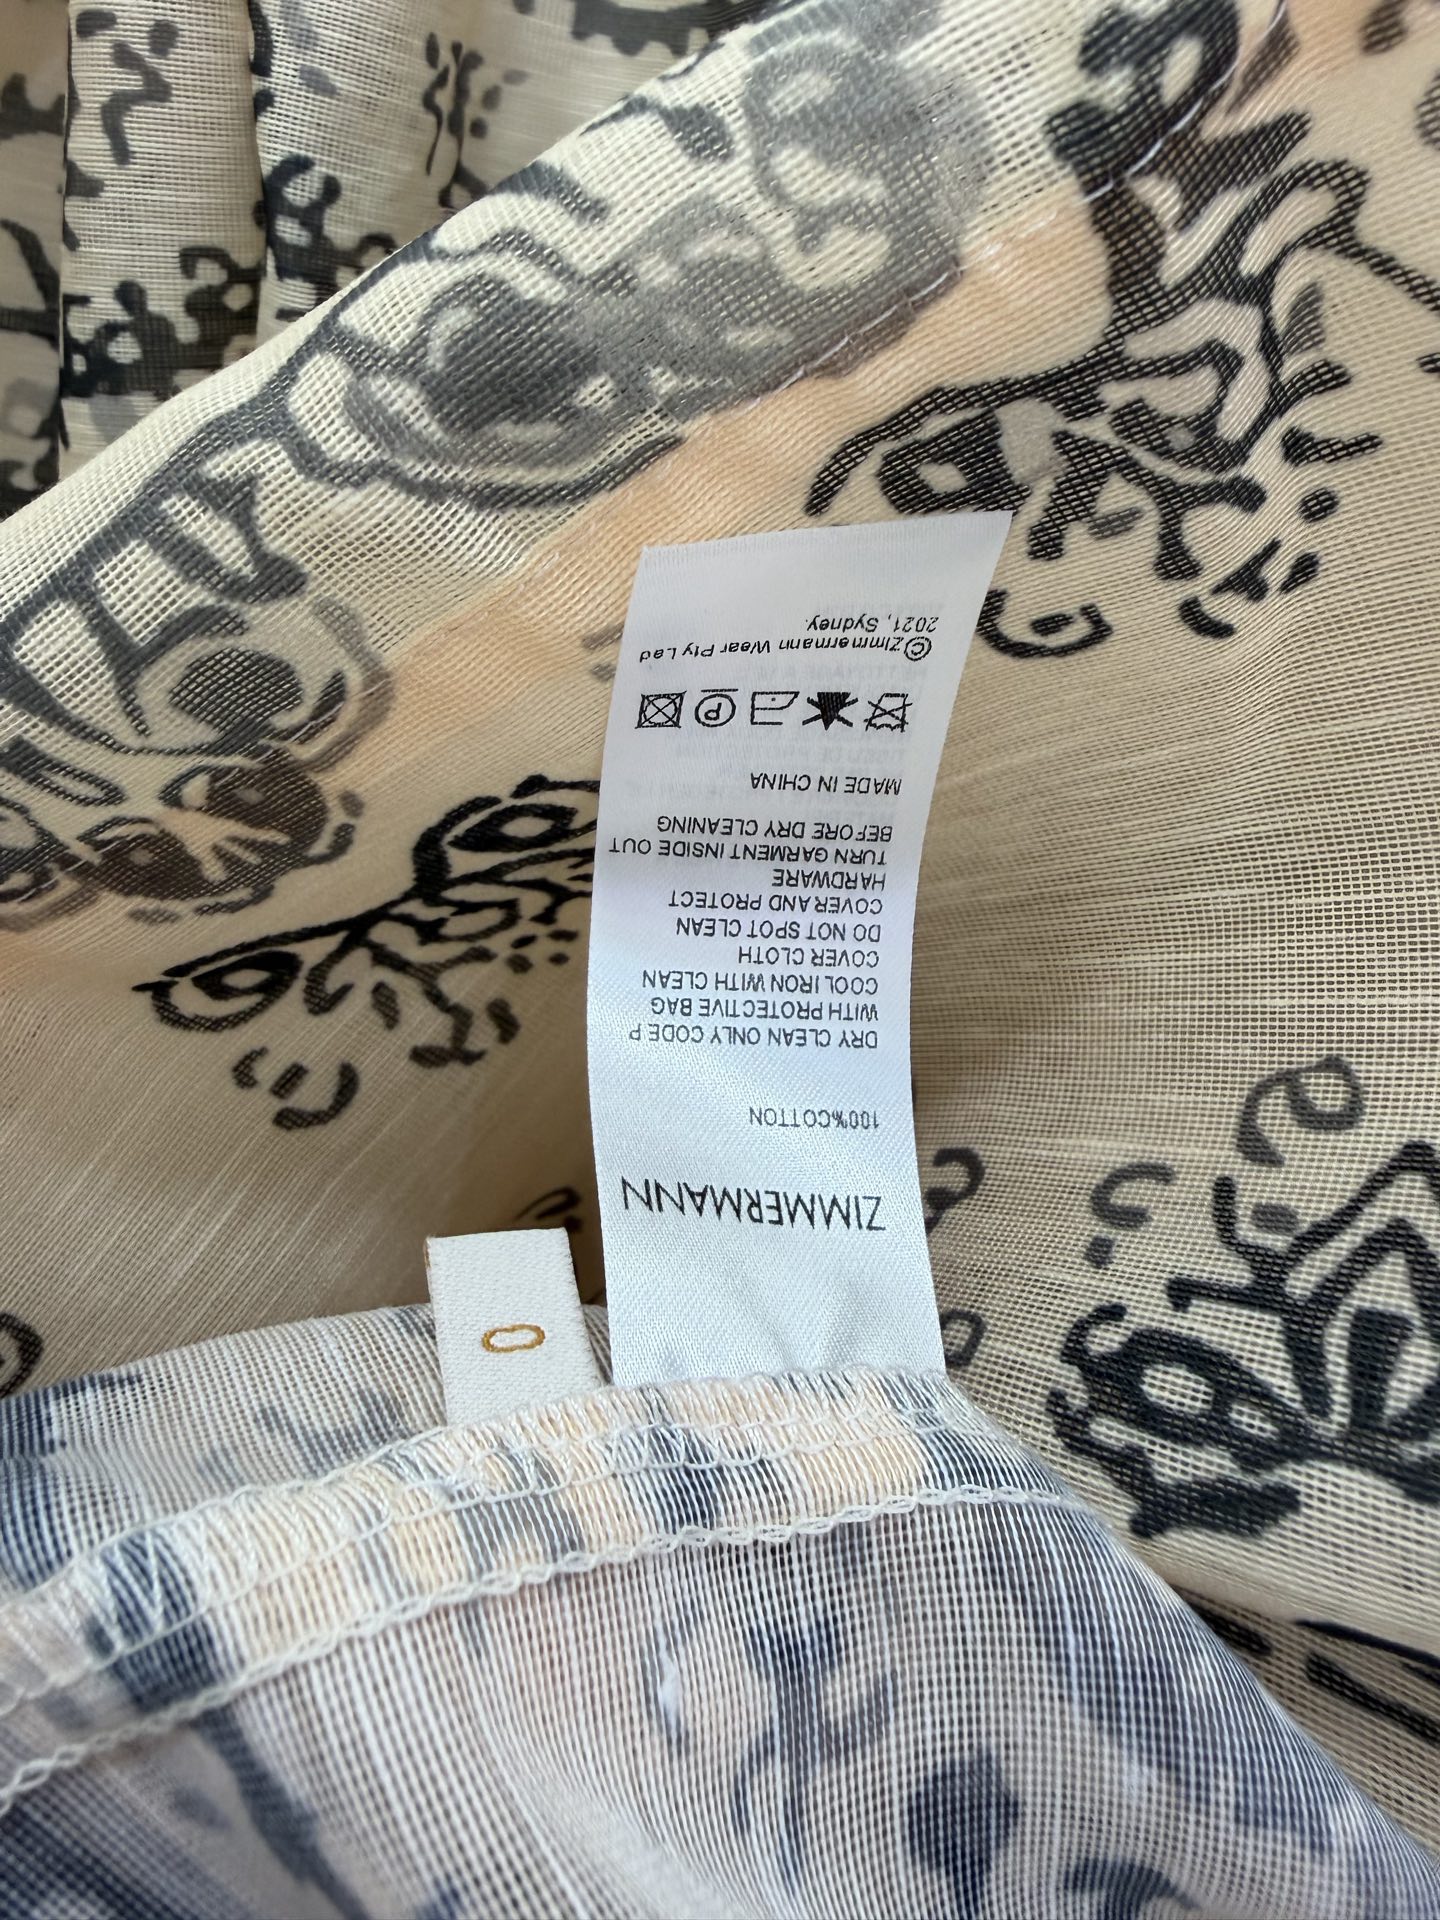 ZIMMERMANN
100%COTTON
DRY CLEAN ONLY CODE P
WITH PROTECTIVE BAG
COOL IRON WITH CLEAN
COVER CLOTH
DO NOT SPOT CLEAN
COVER AND PROTECT
HARDWARE
TURN GARMENT INSIDE OUT
BEFORE DRY CLEANING
MADE IN CHINA
P
©Zimmermann Wear Pty Lad
2021, Sydney.
0